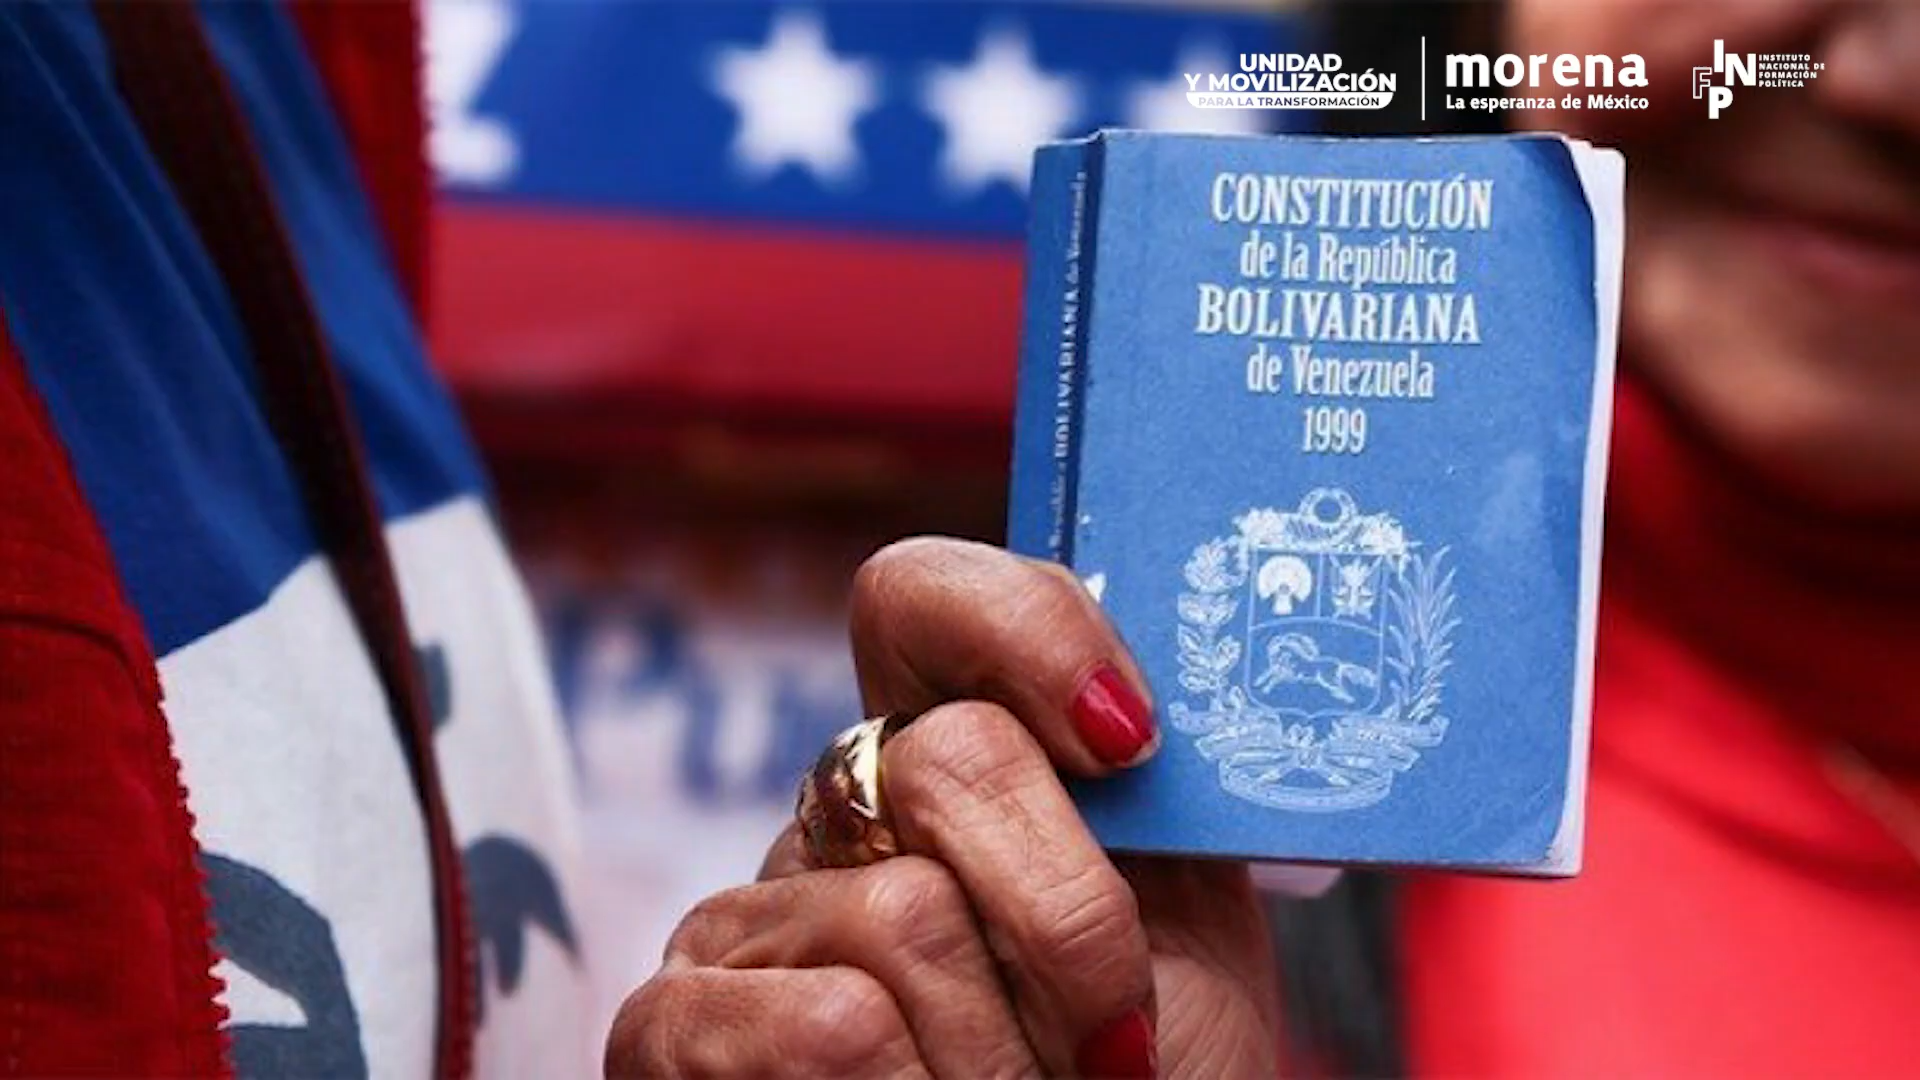 UNIDAD
Y MOVILIZACIÓN
PARA LA TRANSFORMACIÓN
morena
La esperanza de México
INFP
INSTITUTO
NACIONAL DE
FORMACIÓN
POLÍTICA
CONSTITUCIÓN
de la República
BOLIVARIANA
de Venezuela
1999
BOLIVARIANA de Venezuela